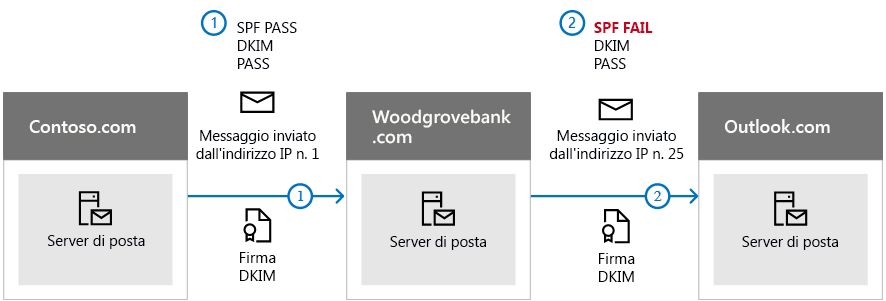 1
SPF PASS
DKIM
PASS
2
SPF FAIL
DKIM
PASS
Contoso.com
Messaggio inviato
dall'indirizzo IP n. 1
Woodgrovebank
.com
Messaggio inviato
dall'indirizzo IP n. 25
Outlook.com
Server di posta
1
Firma
DKIM
Server di posta
2
Firma
DKIM
Server di posta